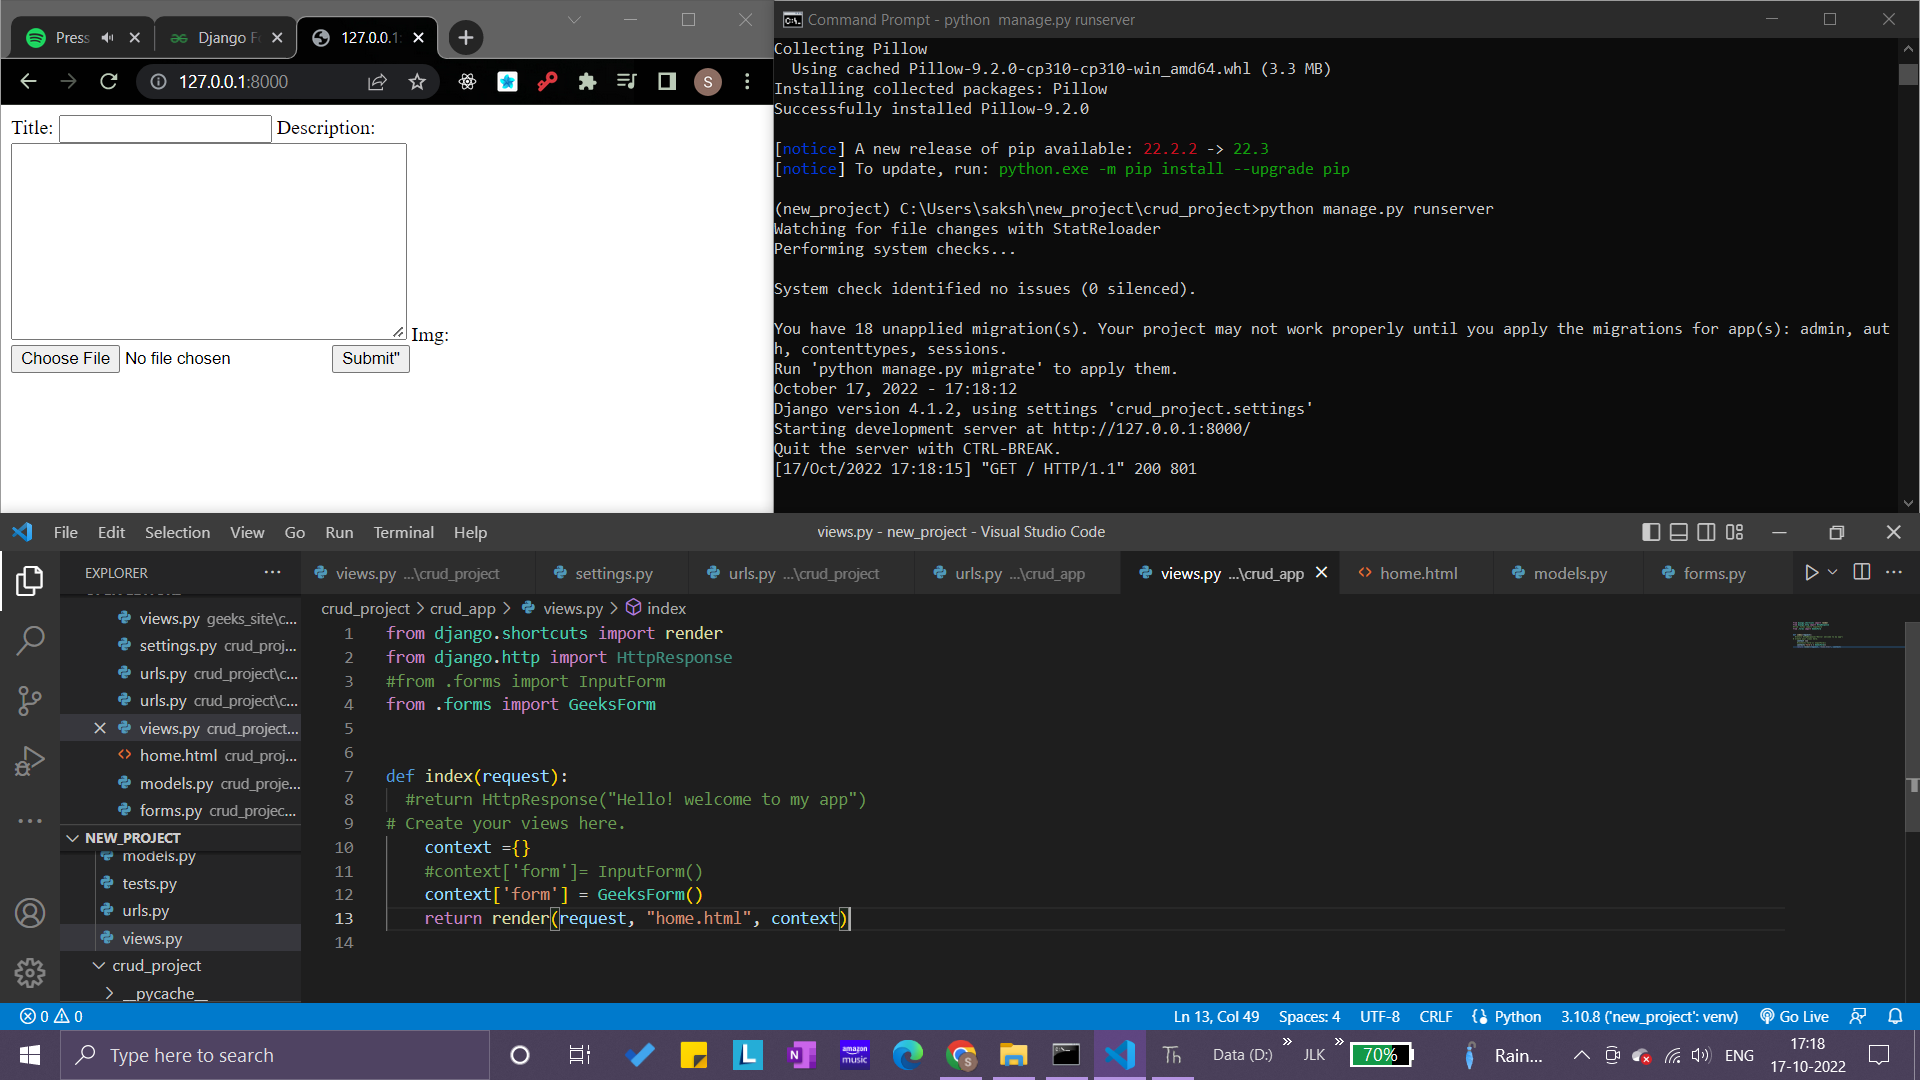 Press
Django Fo
127.0.0.1:
127.0.0.1:8000
S
Title:
Description:
Img:
Choose File No file chosen
Submit"
Command Prompt - python  manage.py runserver
Collecting Pillow
  Using cached Pillow-9.2.0-cp310-cp310-win_amd64.whl (3.3 MB)
Installing collected packages: Pillow
Successfully installed Pillow-9.2.0
[notice] A new release of pip available: 22.2.2 -> 22.3
[notice] To update, run: python.exe -m pip install --upgrade pip
(new_project) C:\Users\saksh\new_project\crud_project>python manage.py runserver
Watching for file changes with StatReloader
Performing system checks...
System check identified no issues (0 silenced).
You have 18 unapplied migration(s). Your project may not work properly until you apply the migrations for app(s): admin, aut
h, contenttypes, sessions.
Run 'python manage.py migrate' to apply them.
October 17, 2022 - 17:18:12
Django version 4.1.2, using settings 'crud_project.settings'
Starting development server at http://127.0.0.1:8000/
Quit the server with CTRL-BREAK.
[17/Oct/2022 17:18:15] "GET / HTTP/1.1" 200 801
File Edit Selection View Go Run Terminal Help
views.py - new_project - Visual Studio Code
EXPLORER
views.py ...\crud_project
settings.py
urls.py ...\crud_project
urls.py ...\crud_app
views.py ...\crud_app
home.html
models.py
forms.py
views.py geeks_site\c...
settings.py crud_proj...
urls.py crud_project\c...
urls.py crud_project\c...
views.py crud_project...
home.html crud_proj...
models.py crud_proje...
forms.py crud_projec...
NEW_PROJECT
models.py
tests.py
urls.py
views.py
crud_project
__pycache__
crud_project > crud_app > views.py > index
1 from django.shortcuts import render
2 from django.http import HttpResponse
3 #from .forms import InputForm
4 from .forms import GeeksForm
5
6
7 def index(request):
8   #return HttpResponse("Hello! welcome to my app")
9 # Create your views here.
10     context ={}
11     #context['form']= InputForm()
12     context['form'] = GeeksForm()
13     return render(request, "home.html", context)
14
0 0
Ln 13, Col 49
Spaces: 4
UTF-8
CRLF
Python
3.10.8 ('new_project': venv)
Go Live
Type here to search
L
N
amazon music
Th
Data (D:)
JLK
70%
Rain...
ENG
17:18
17-10-2022